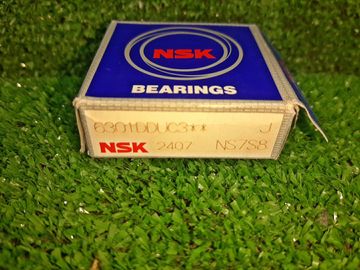 NSK
BEARINGS
6301DDUC3** J
NSK 2407 NS7S8